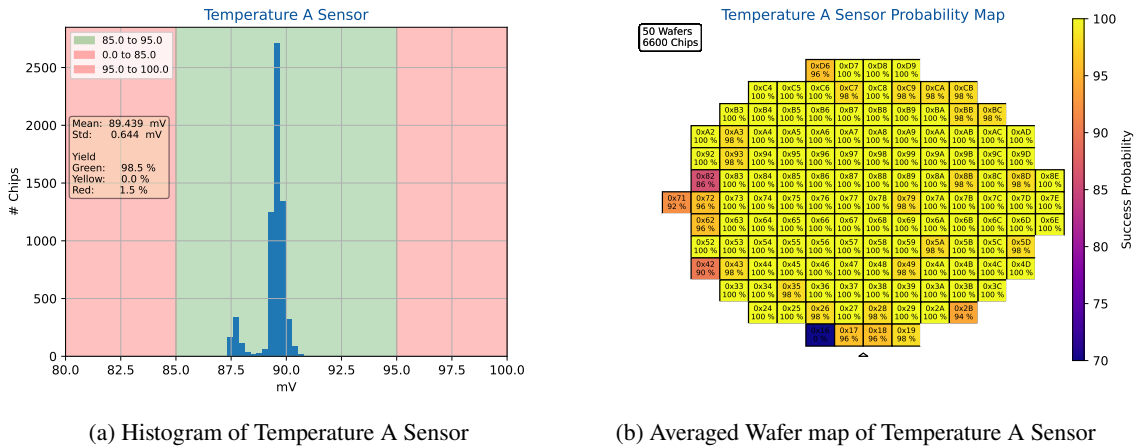 Temperature A Sensor
85.0 to 95.0
0.0 to 85.0
95.0 to 100.0
Mean: 89.439 mV
Std: 0.644 mV
Yield
Green: 98.5 %
Yellow: 0.0 %
Red: 1.5 %
# Chips
2500
2000
1500
1000
500
0
80.0 82.5 85.0 87.5 90.0 92.5 95.0 97.5 100.0
mV
(a) Histogram of Temperature A Sensor
Temperature A Sensor Probability Map
50 Wafers
6600 Chips
0xD6 0xD7 0xD8 0xD9
96 % 100 % 100 % 100 %
0xC4 0xC5 0xC6 0xC7 0xC8 0xC9 0xCA 0xCB
100 % 100 % 100 % 98 % 100 % 98 % 98 % 98 %
0xB3 0xB4 0xB5 0xB6 0xB7 0xB8 0xB9 0xBA 0xBB 0xBC
100 % 100 % 100 % 100 % 100 % 100 % 100 % 100 % 98 % 98 %
0xA2 0xA3 0xA4 0xA5 0xA6 0xA7 0xA8 0xA9 0xAA 0xAB 0xAC 0xAD
100 % 98 % 100 % 100 % 100 % 100 % 100 % 100 % 100 % 100 % 100 % 100 %
0x92 0x93 0x94 0x95 0x96 0x97 0x98 0x99 0x9A 0x9B 0x9C 0x9D
100 % 98 % 100 % 100 % 100 % 100 % 100 % 100 % 100 % 100 % 100 % 100 %
0x82 0x83 0x84 0x85 0x86 0x87 0x88 0x89 0x8A 0x8B 0x8C 0x8D 0x8E
86 % 100 % 100 % 100 % 100 % 100 % 100 % 100 % 100 % 98 % 100 % 98 % 100 %
0x71 0x72 0x73 0x74 0x75 0x76 0x77 0x78 0x79 0x7A 0x7B 0x7C 0x7D 0x7E
92 % 96 % 100 % 100 % 100 % 100 % 100 % 100 % 98 % 100 % 100 % 100 % 100 % 100 %
0x62 0x63 0x64 0x65 0x66 0x67 0x68 0x69 0x6A 0x6B 0x6C 0x6D 0x6E
96 % 100 % 100 % 100 % 100 % 100 % 100 % 100 % 100 % 100 % 100 % 100 % 100 %
0x52 0x53 0x54 0x55 0x56 0x57 0x58 0x59 0x5A 0x5B 0x5C 0x5D
100 % 100 % 100 % 100 % 100 % 100 % 100 % 100 % 98 % 100 % 100 % 98 %
0x42 0x43 0x44 0x45 0x46 0x47 0x48 0x49 0x4A 0x4B 0x4C 0x4D
90 % 98 % 100 % 100 % 100 % 100 % 100 % 98 % 100 % 100 % 100 % 100 %
0x33 0x34 0x35 0x36 0x37 0x38 0x39 0x3A 0x3B 0x3C
100 % 100 % 98 % 100 % 100 % 100 % 100 % 100 % 100 % 100 %
0x24 0x25 0x26 0x27 0x28 0x29 0x2A 0x2B
100 % 100 % 98 % 100 % 98 % 100 % 100 % 94 %
0x17 0x18 0x19
96 % 96 % 98 %
100
95
90
85
80
75
70
Success Probability
(b) Averaged Wafer map of Temperature A Sensor